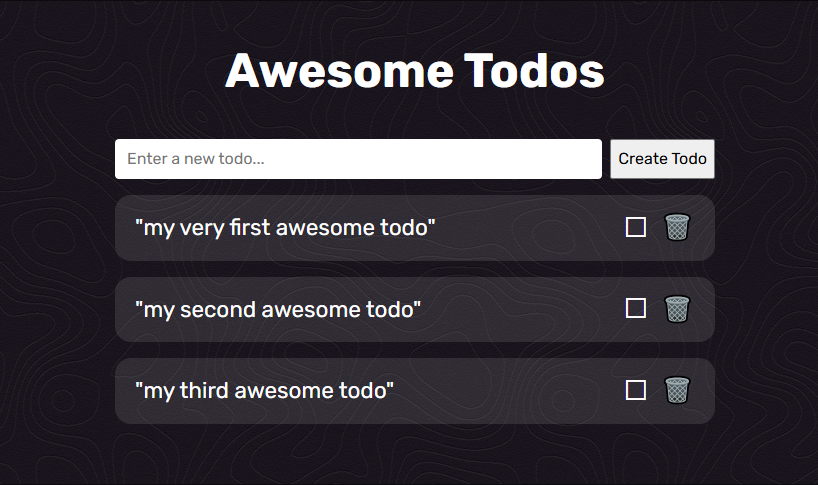 Awesome Todos
Enter a new todo...
Create Todo
"my very first awesome todo"
"my second awesome todo"
"my third awesome todo"